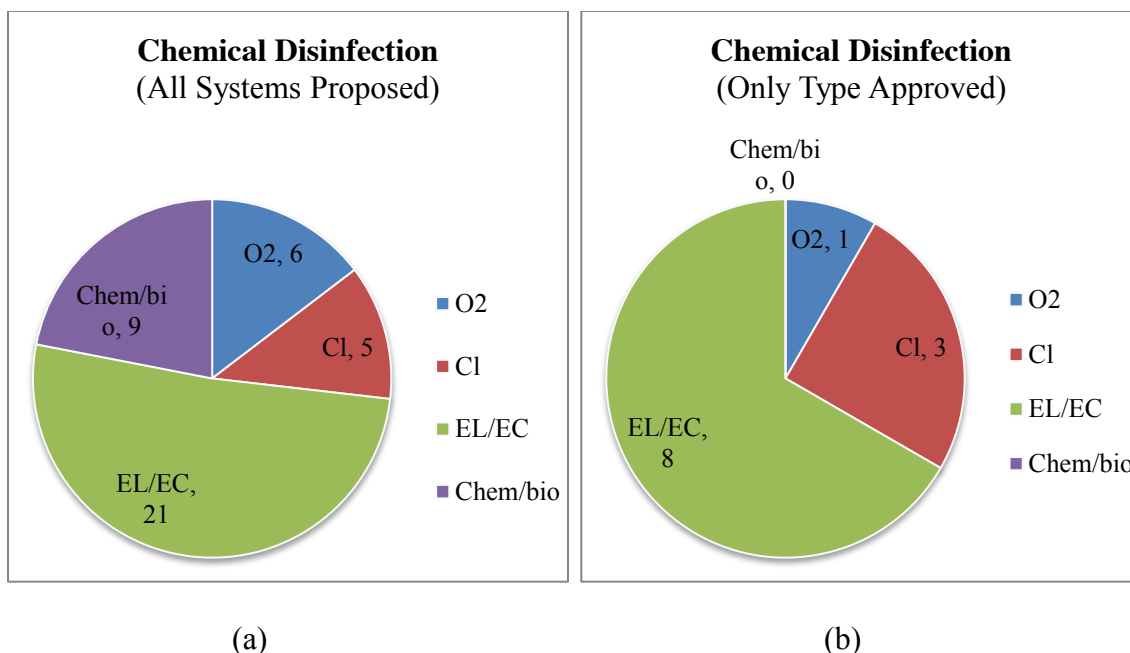 Chemical Disinfection
(All Systems Proposed)
O2, 6
Cl, 5
EL/EC,
21
Chem/bi
o, 9
O2
Cl
EL/EC
Chem/bio
(a)
Chemical Disinfection
(Only Type Approved)
Chem/bi
o, 0
O2, 1
Cl, 3
EL/EC,
8
O2
Cl
EL/EC
Chem/bio
(b)